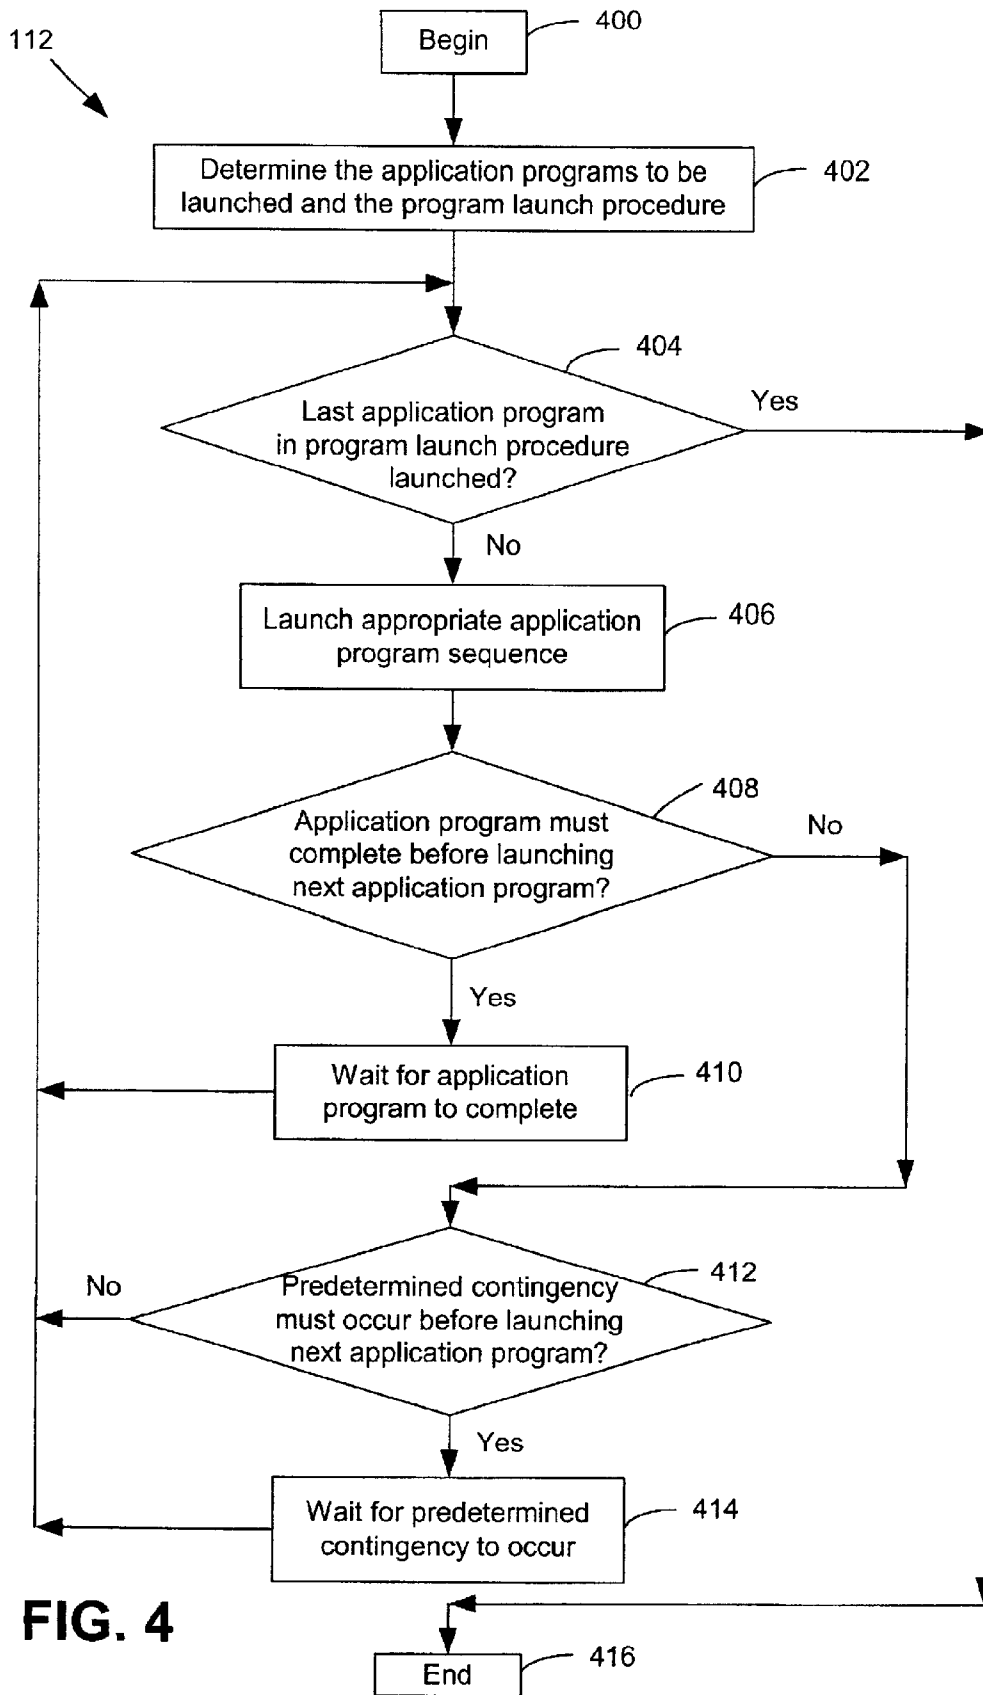 400
Begin
112
402
Determine the application programs to be
launched and the program launch procedure
404
Yes
Last application program
in program launch procedure
launched?
No
406
Launch appropriate application
program sequence
408
No
Application program must
complete before launching
next application program?
Yes
410
Wait for application
program to complete
412
No
Predetermined contingency
must occur before launching
next application program?
Yes
414
Wait for predetermined
contingency to occur
FIG. 4
416
End